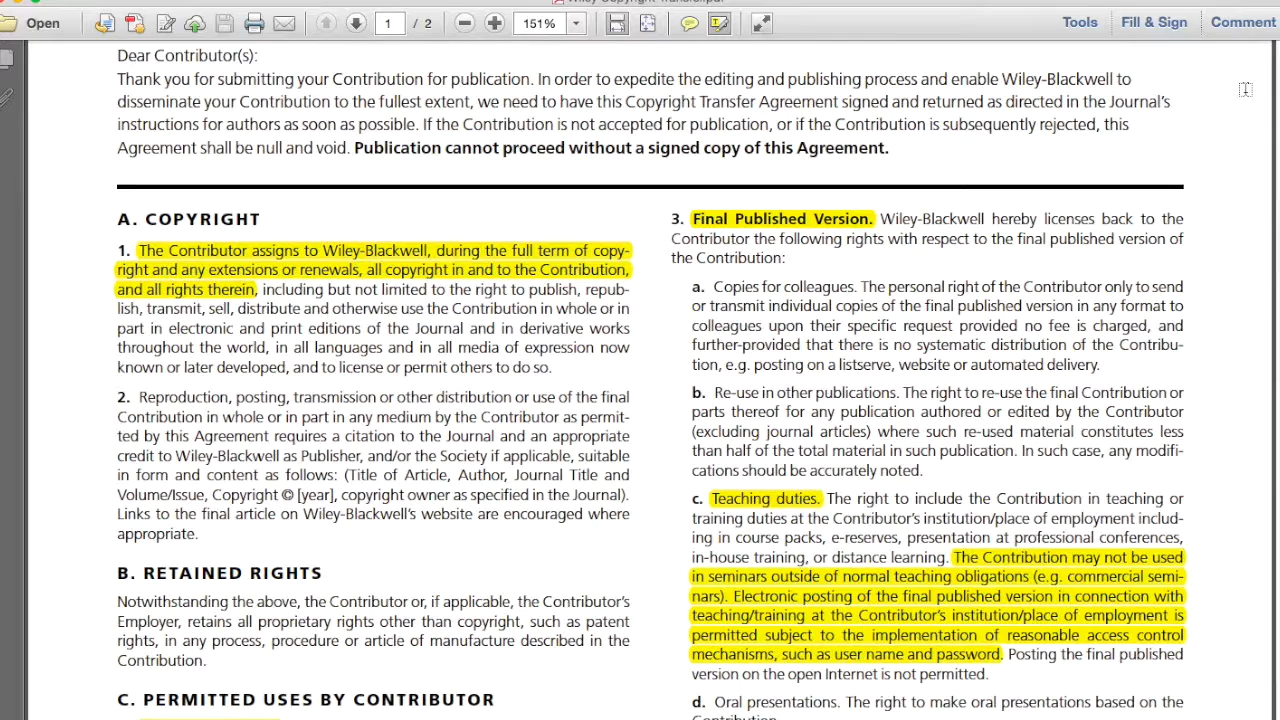 Wiley Copyright Transfer.pdf
Open
1 / 2
151%
Tools
Fill & Sign
Comment
Dear Contributor(s):
Thank you for submitting your Contribution for publication. In order to expedite the editing and publishing process and enable Wiley-Blackwell to
disseminate your Contribution to the fullest extent, we need to have this Copyright Transfer Agreement signed and returned as directed in the Journal's
instructions for authors as soon as possible. If the Contribution is not accepted for publication, or if the Contribution is subsequently rejected, this
Agreement shall be null and void. Publication cannot proceed without a signed copy of this Agreement.
A. COPYRIGHT
1. The Contributor assigns to Wiley-Blackwell, during the full term of copy-
right and any extensions or renewals, all copyright in and to the Contribution,
and all rights therein, including but not limited to the right to publish, repub-
lish, transmit, sell, distribute and otherwise use the Contribution in whole or in
part in electronic and print editions of the Journal and in derivative works
throughout the world, in all languages and in all media of expression now
known or later developed, and to license or permit others to do so.
2. Reproduction, posting, transmission or other distribution or use of the final
Contribution in whole or in part in any medium by the Contributor as permit-
ted by this Agreement requires a citation to the Journal and an appropriate
credit to Wiley-Blackwell as Publisher, and/or the Society if applicable, suitable
in form and content as follows: (Title of Article, Author, Journal Title and
Volume/Issue, Copyright © [year], copyright owner as specified in the Journal).
Links to the final article on Wiley-Blackwell's website are encouraged where
appropriate.
B. RETAINED RIGHTS
Notwithstanding the above, the Contributor or, if applicable, the Contributor's
Employer, retains all proprietary rights other than copyright, such as patent
rights, in any process, procedure or article of manufacture described in the
Contribution.
C. PERMITTED USES BY CONTRIBUTOR
3. Final Published Version. Wiley-Blackwell hereby licenses back to the
Contributor the following rights with respect to the final published version of
the Contribution:
a. Copies for colleagues. The personal right of the Contributor only to send
or transmit individual copies of the final published version in any format to
colleagues upon their specific request provided no fee is charged, and
further-provided that there is no systematic distribution of the Contribu-
tion, e.g. posting on a listserve, website or automated delivery.
b. Re-use in other publications. The right to re-use the final Contribution or
parts thereof for any publication authored or edited by the Contributor
(excluding journal articles) where such re-used material constitutes less
than half of the total material in such publication. In such case, any modifi-
cations should be accurately noted.
c. Teaching duties. The right to include the Contribution in teaching or
training duties at the Contributor's institution/place of employment includ-
ing in course packs, e-reserves, presentation at professional conferences,
in-house training, or distance learning. The Contribution may not be used
in seminars outside of normal teaching obligations (e.g. commercial semi-
nars). Electronic posting of the final published version in connection with
teaching/training at the Contributor's institution/place of employment is
permitted subject to the implementation of reasonable access control
mechanisms, such as user name and password. Posting the final published
version on the open Internet is not permitted.
d. Oral presentations. The right to make oral presentations based on the
Contribution.